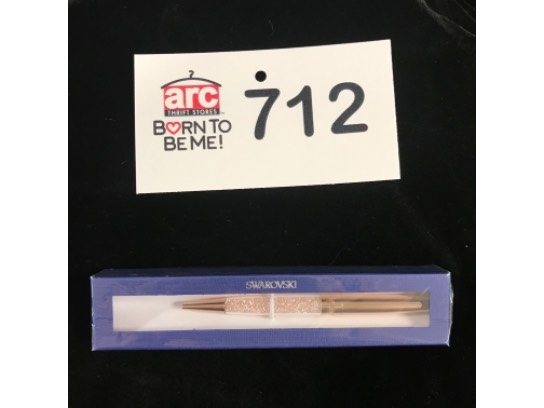 arc
THRIFT STORES
BORN TO
BE ME!
712
SWAROVSKI